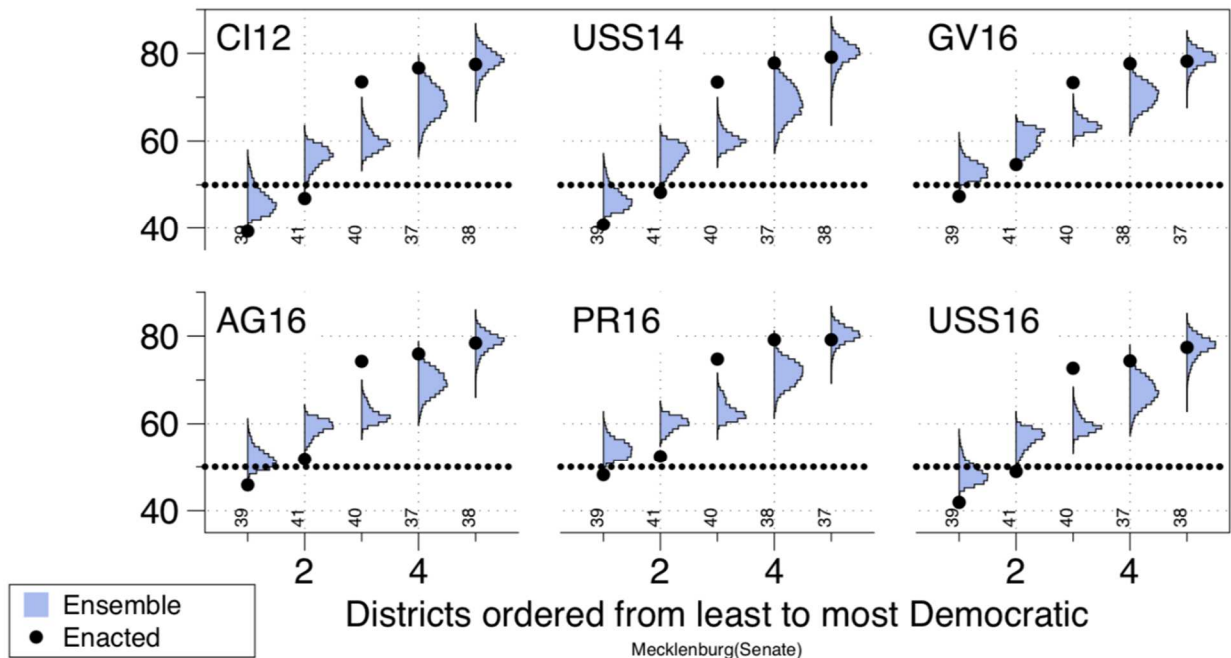 CI12 USS14 GV16
80
60
40
39 41 40 37 38 39 41 40 37 38 39 41 40 38 37
AG16 PR16 USS16
80
60
40
39 41 40 37 38 39 41 40 38 37 39 41 40 37 38
2 4 2 4 2 4
Ensemble
Enacted
Districts ordered from least to most Democratic
Mecklenburg(Senate)